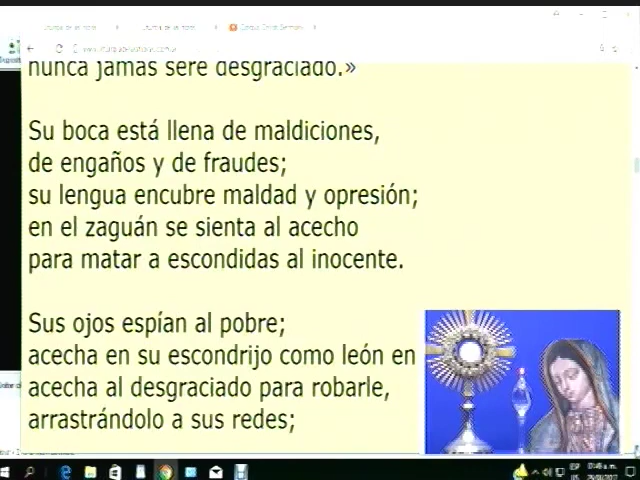 nunca jamás seré desgraciado.»
Su boca está llena de maldiciones,
de engaños y de fraudes;
su lengua encubre maldad y opresión;
en el zaguán se sienta al acecho
para matar a escondidas al inocente.
Sus ojos espían al pobre;
acecha en su escondrijo como león en
acecha al desgraciado para robarle,
arrastrándolo a sus redes;
ESP